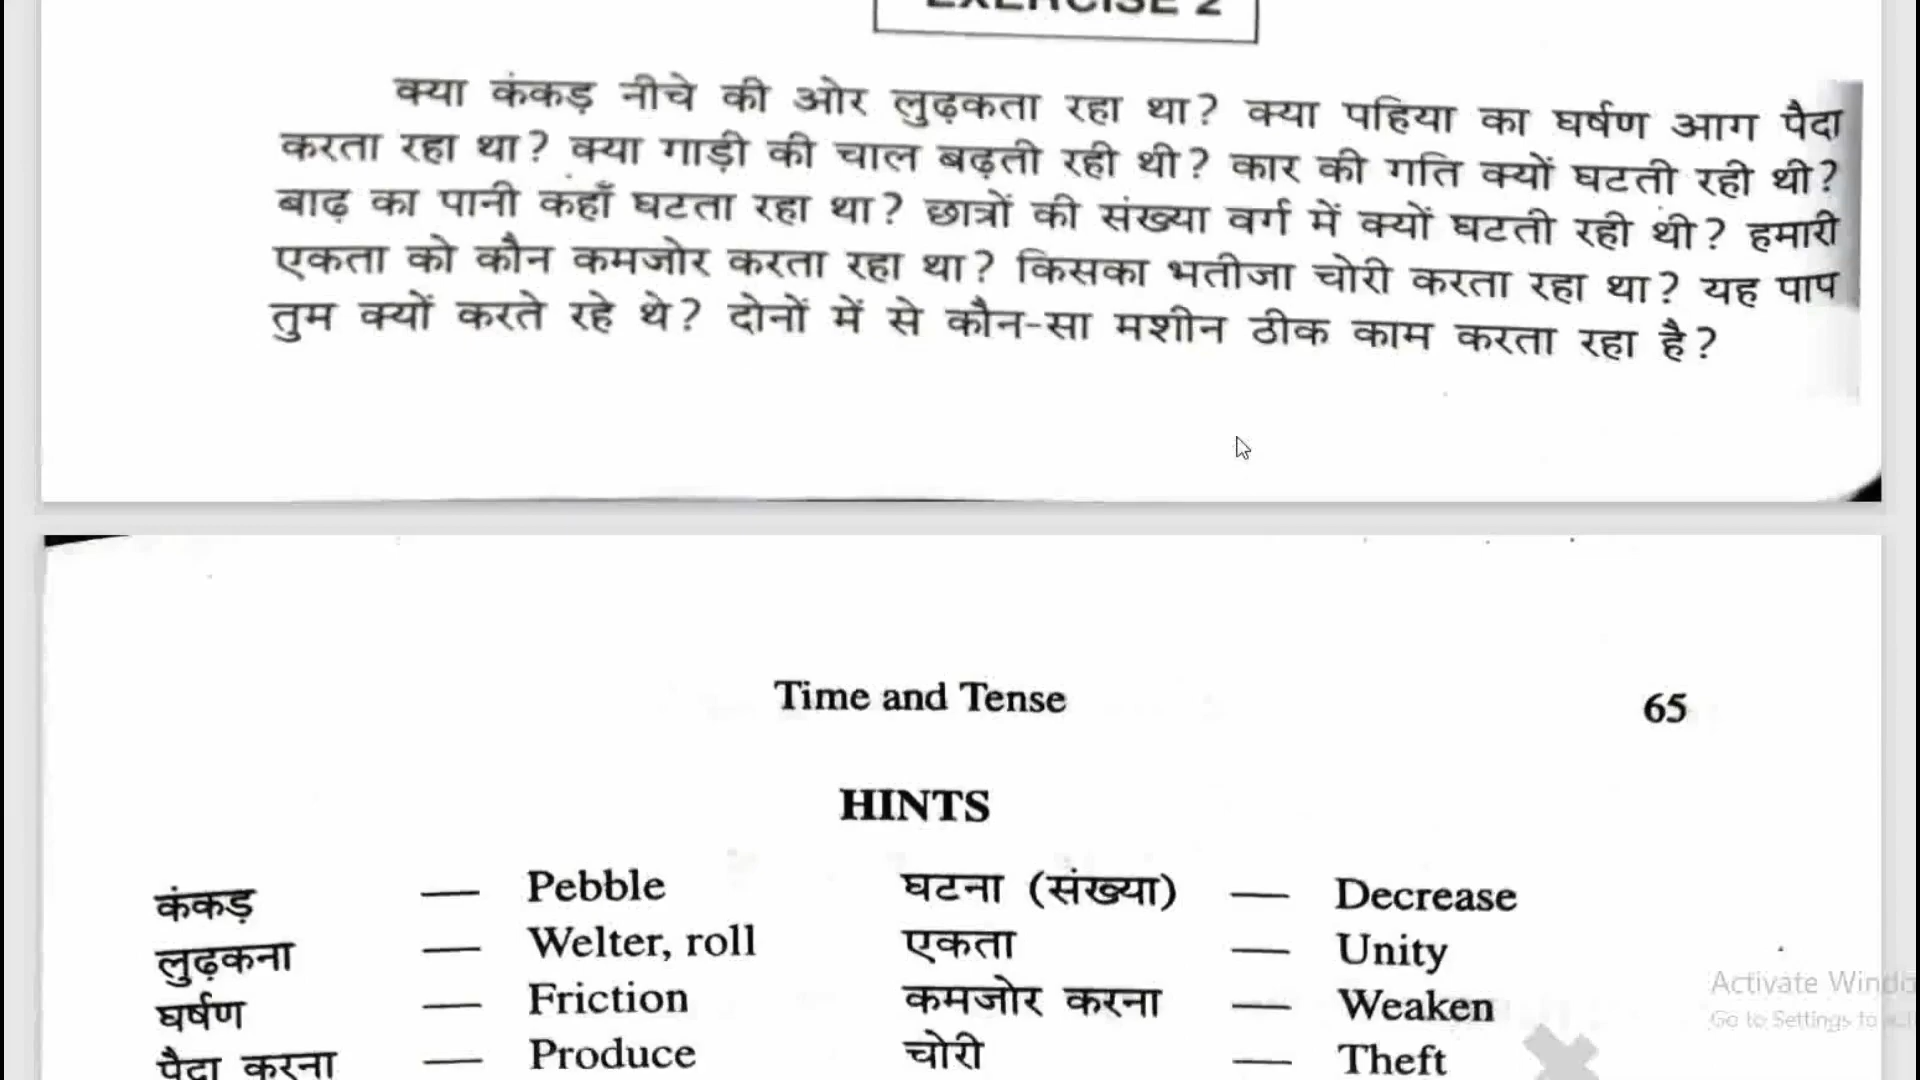 EXERCISE 2
क्या कंकड़ नीचे की ओर लुढ़कता रहा था? क्या पहिया का घर्षण आग पैदा
करता रहा था? क्या गाड़ी की चाल बढ़ती रही थी? कार की गति क्यों घटती रही थी?
बाढ़ का पानी कहाँ घटता रहा था? छात्रों की संख्या वर्ग में क्यों घटती रही थी? हमारी
एकता को कौन कमजोर करता रहा था? किसका भतीजा चोरी करता रहा था? यह पाप
तुम क्यों करते रहे थे? दोनों में से कौन-सा मशीन ठीक काम करता रहा है?
Time and Tense 65
HINTS
कंकड़ — Pebble घटना (संख्या) — Decrease
लुढ़कना — Welter, roll एकता — Unity
घर्षण — Friction कमजोर करना — Weaken
पैदा करना — Produce चोरी — Theft
Activate Windo
Go to Settings to